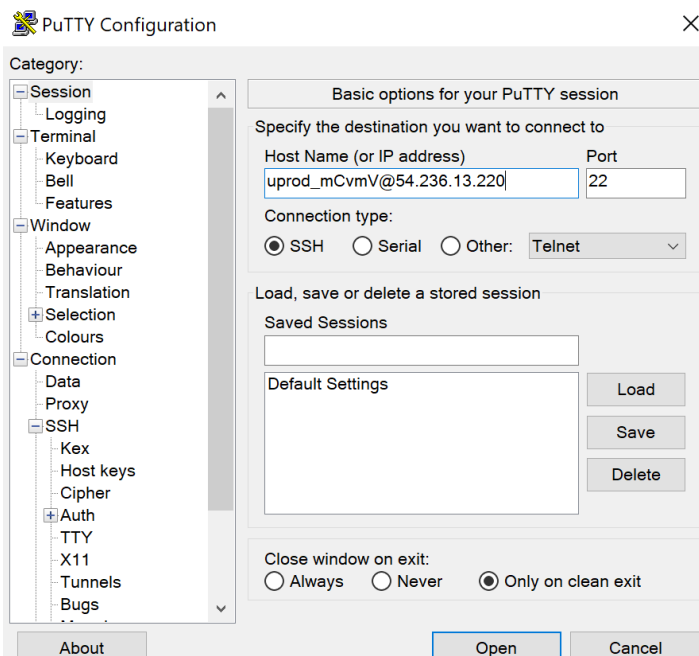 PuTTY Configuration
Category:
Session
Logging
Terminal
Keyboard
Bell
Features
Window
Appearance
Behaviour
Translation
Selection
Colours
Connection
Data
Proxy
SSH
Kex
Host keys
Cipher
Auth
TTY
X11
Tunnels
Bugs
Basic options for your PuTTY session
Specify the destination you want to connect to
Host Name (or IP address) Port
uprod_mCvmV@54.236.13.220 22
Connection type:
SSH Serial Other: Telnet
Load, save or delete a stored session
Saved Sessions
Default Settings
Load
Save
Delete
Close window on exit:
Always Never Only on clean exit
About Open Cancel